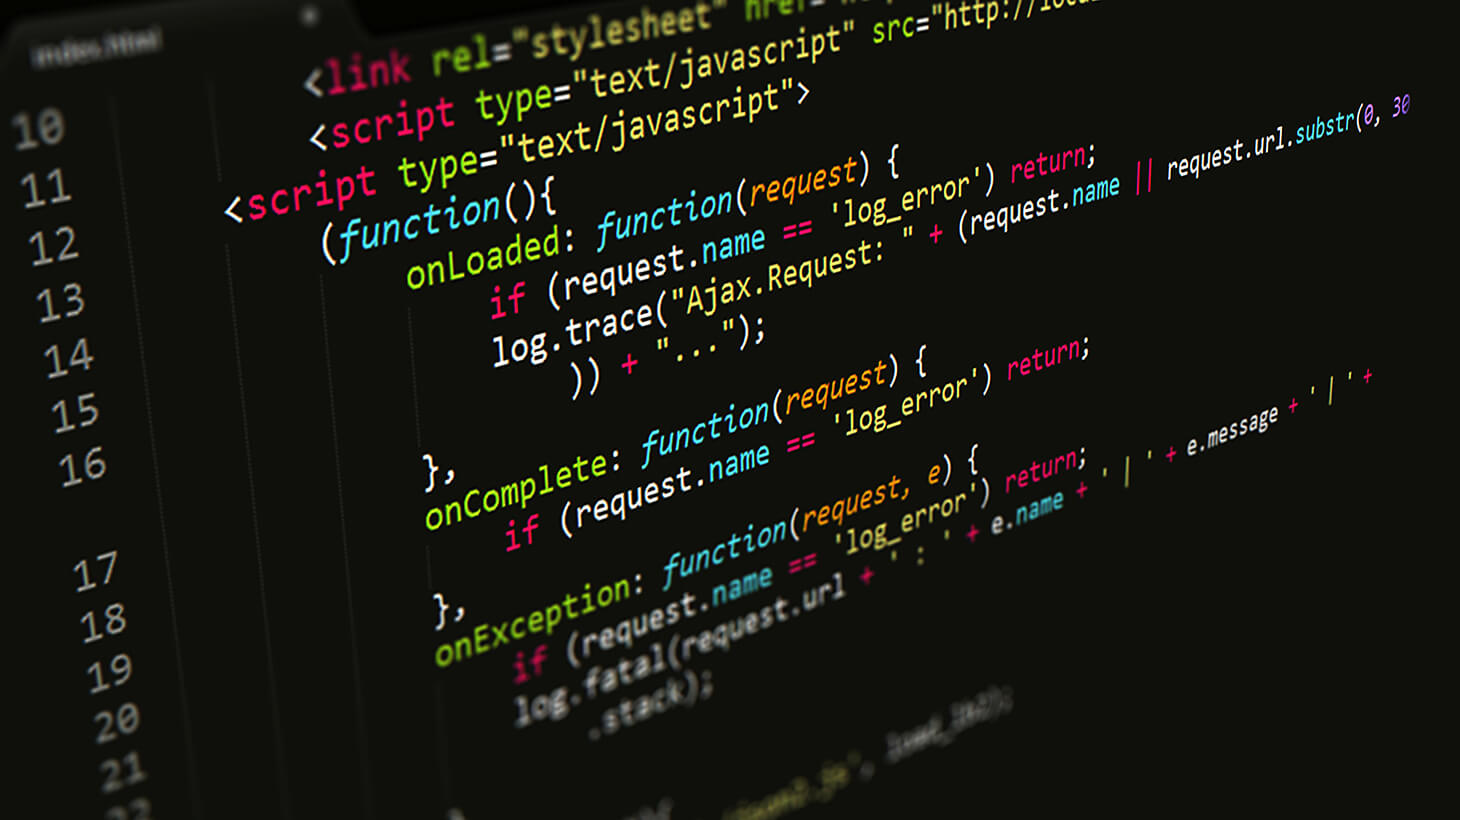 index.html
<link rel="stylesheet" href="
<script type="text/javascript" src="http://loca
<script type="text/javascript">
(function(){
onLoaded: function(request) {
if (request.name == 'log_error') return;
log.trace("Ajax.Request: " + (request.name || request.url.substr(0, 30
)) + "...");
},
onComplete: function(request) {
if (request.name == 'log_error') return;
},
onException: function(request, e) {
if (request.name == 'log_error') return;
log.fatal(request.url + ' : ' + e.name + ' | ' + e.message + ' | ' +
.stack);
10
11
12
13
14
15
16
17
18
19
20
21
22